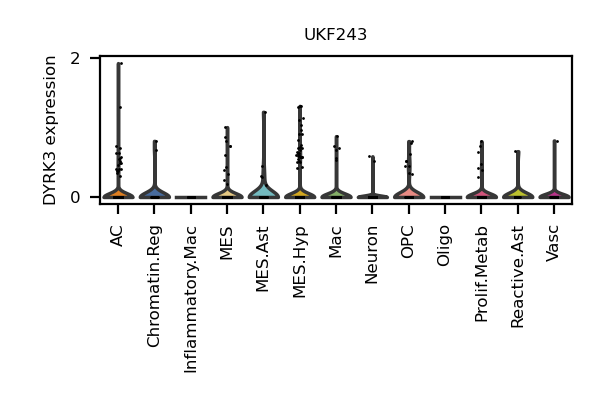 UKF243
DYRK3 expression
2
0
AC
Chromatin.Reg
Inflammatory.Mac
MES
MES.Ast
MES.Hyp
Mac
Neuron
OPC
Oligo
Prolif.Metab
Reactive.Ast
Vasc